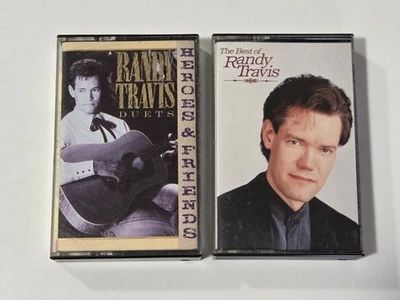 RANDY
TRAVIS
DUETS
HEROES & FRIENDS
The Best of
Randy
Travis